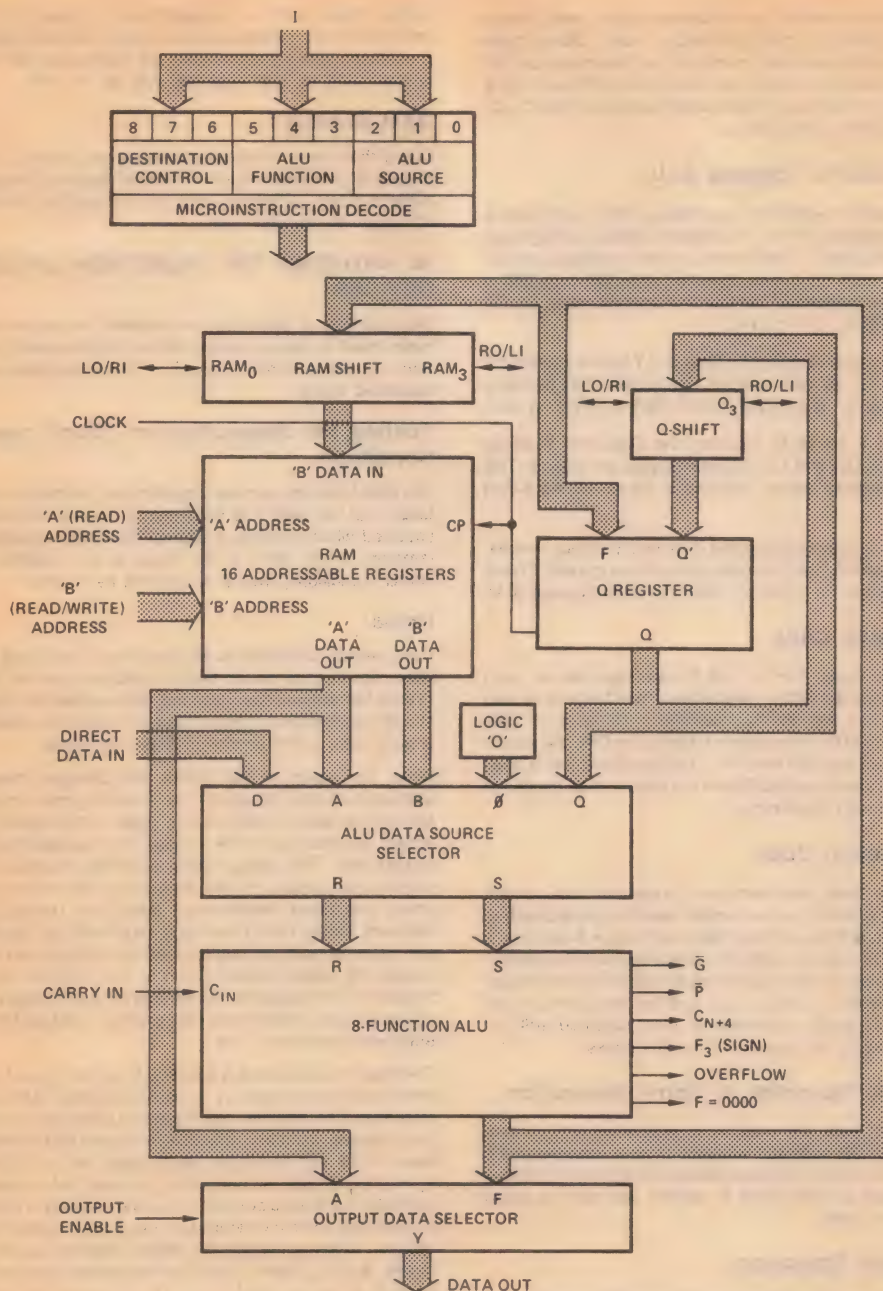 I
8 7 6 5 4 3 2 1 0
DESTINATION CONTROL
ALU FUNCTION
ALU SOURCE
MICROINSTRUCTION DECODE
LO/RI
RAM0 RAM SHIFT RAM3
RO/LI
LO/RI
Q3
RO/LI
Q-SHIFT
CLOCK
'B' DATA IN
'A' (READ)
ADDRESS
'A' ADDRESS
CP
RAM
16 ADDRESSABLE REGISTERS
'B'
(READ/WRITE)
ADDRESS
'B' ADDRESS
'A'
DATA
OUT
'B'
DATA
OUT
F Q'
Q REGISTER
Q
LOGIC
'0'
DIRECT
DATA IN
D A B Ø Q
ALU DATA SOURCE
SELECTOR
R S
R S
CARRY IN
CIN
8-FUNCTION ALU
G̅
P̅
CN+4
F3 (SIGN)
OVERFLOW
F = 0000
OUTPUT
ENABLE
A F
OUTPUT DATA SELECTOR
Y
DATA OUT